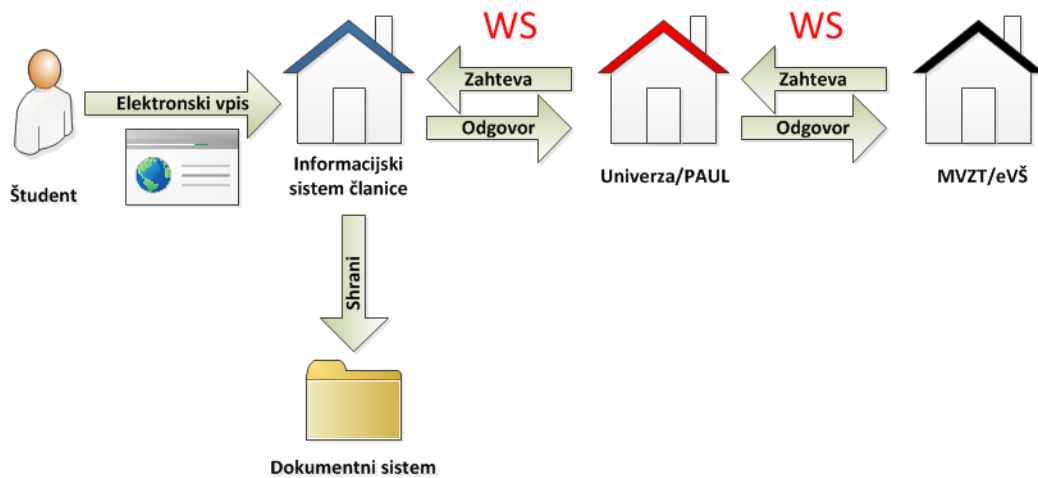 WS
WS
Zahteva
Zahteva
Elektronski vpis
Odgovor
Odgovor
Študent
Informacijski
sistem članice
Univerza/PAUL
MVZT/eVŠ
Shrani
Dokumentni sistem